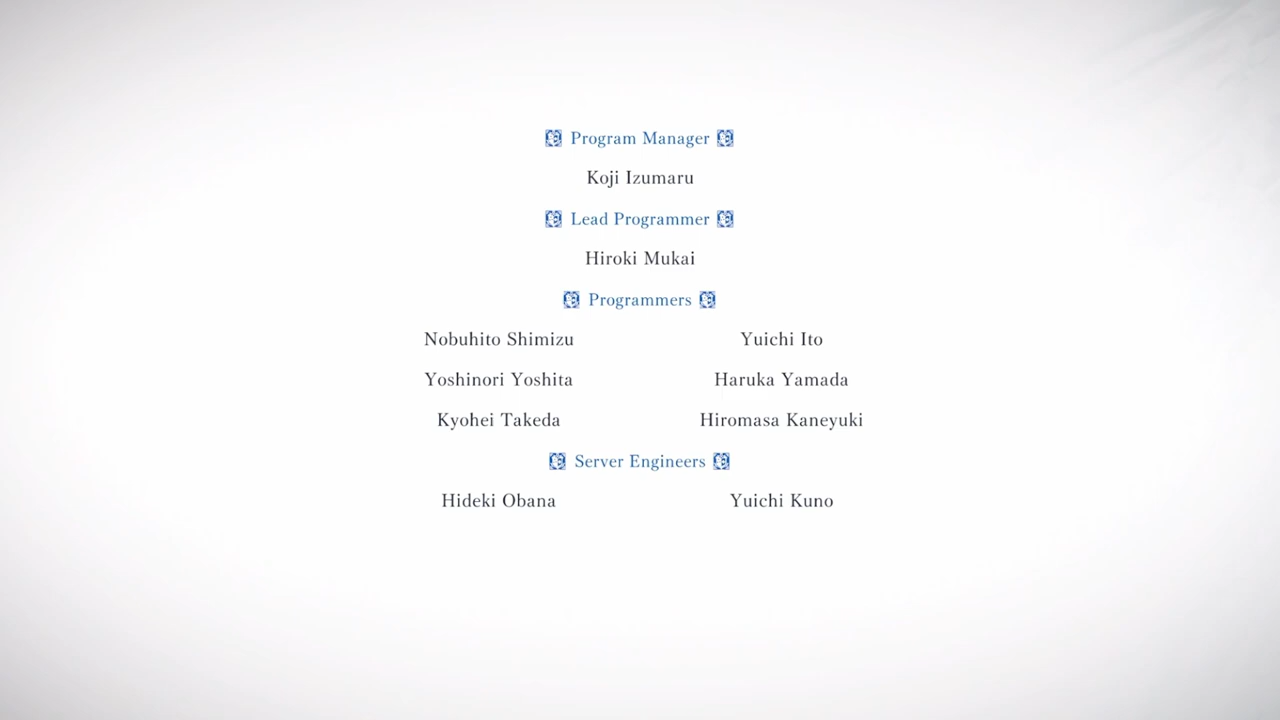 Program Manager
Koji Izumaru
Lead Programmer
Hiroki Mukai
Programmers
Nobuhito Shimizu Yuichi Ito
Yoshinori Yoshita Haruka Yamada
Kyohei Takeda Hiromasa Kaneyuki
Server Engineers
Hideki Obana Yuichi Kuno